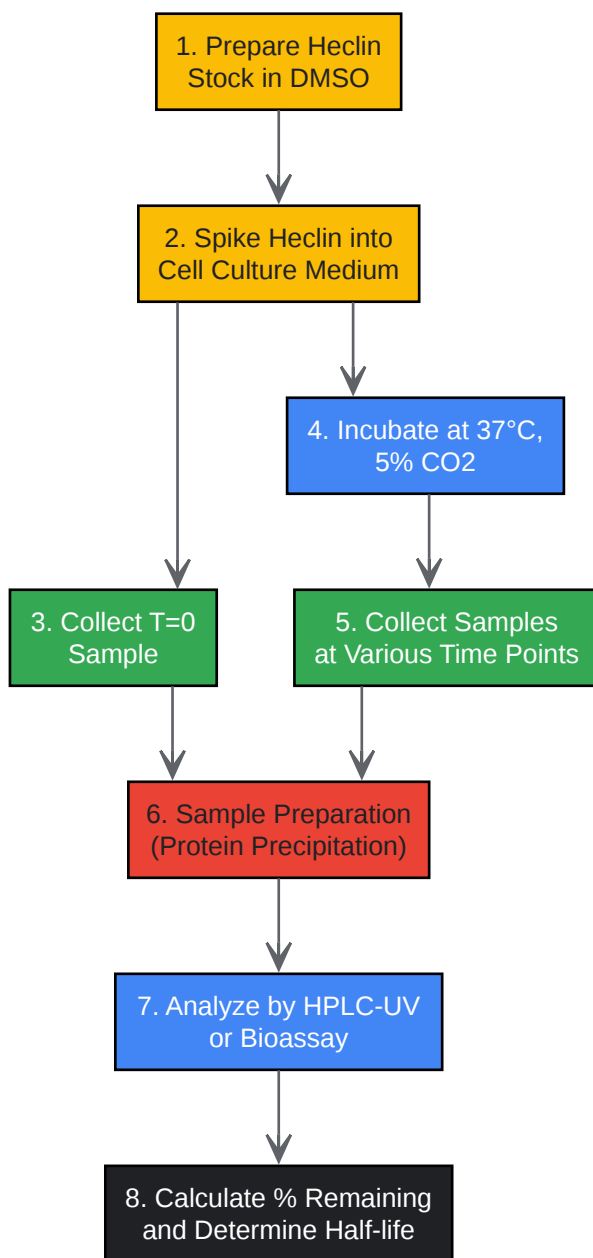 1. Prepare Heclin
Stock in DMSO
2. Spike Heclin into
Cell Culture Medium
4. Incubate at 37°C,
5% CO2
3. Collect T=0
Sample
5. Collect Samples
at Various Time Points
6. Sample Preparation
(Protein Precipitation)
7. Analyze by HPLC-UV
or Bioassay
8. Calculate % Remaining
and Determine Half-life